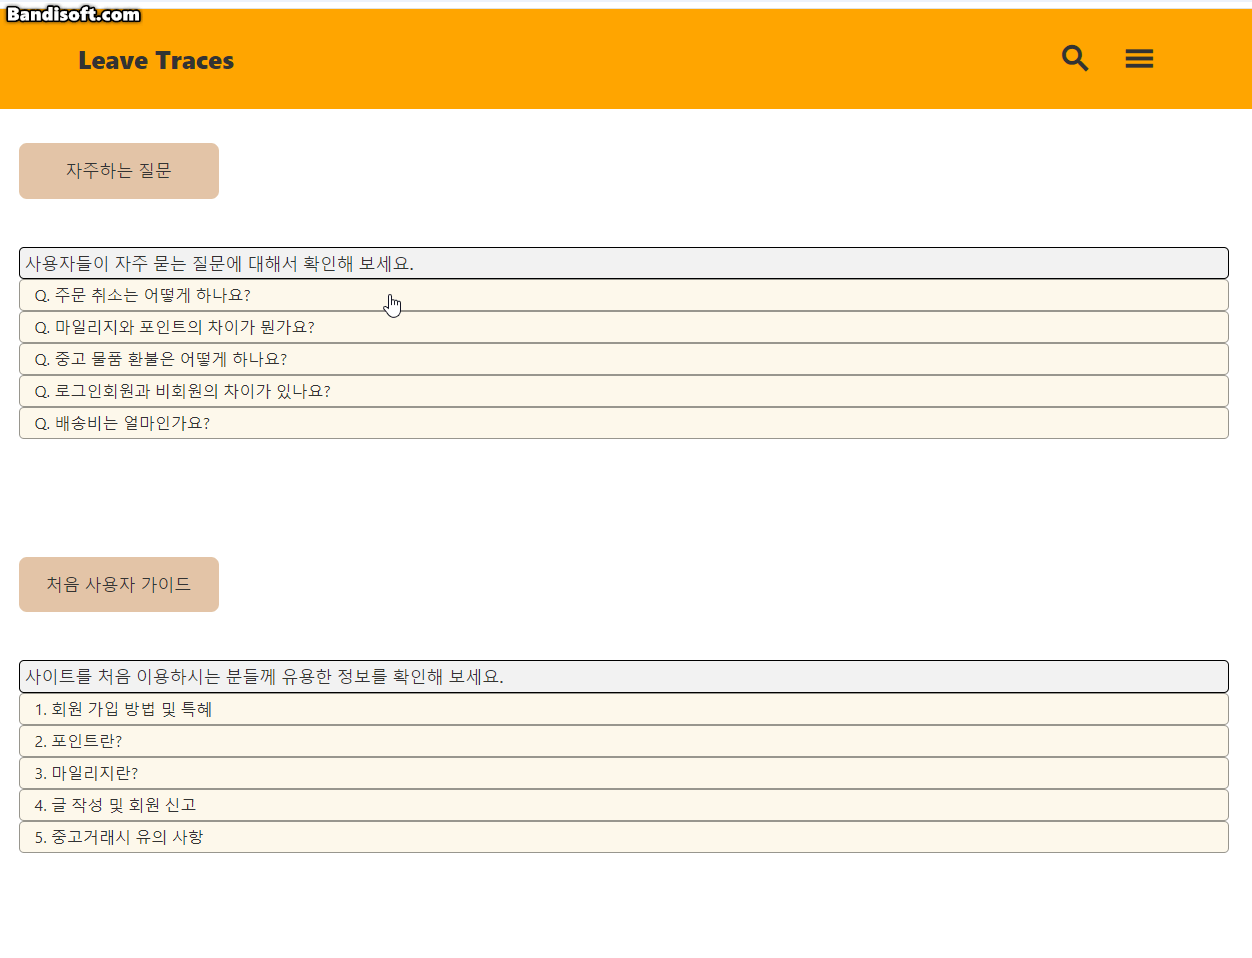 Bandisoft.com
Leave Traces
자주하는 질문
사용자들이 자주 묻는 질문에 대해서 확인해 보세요.
Q. 주문 취소는 어떻게 하나요?
Q. 마일리지와 포인트의 차이가 뭔가요?
Q. 중고 물품 환불은 어떻게 하나요?
Q. 로그인회원과 비회원의 차이가 있나요?
Q. 배송비는 얼마인가요?
처음 사용자 가이드
사이트를 처음 이용하시는 분들께 유용한 정보를 확인해 보세요.
1. 회원 가입 방법 및 특혜
2. 포인트란?
3. 마일리지란?
4. 글 작성 및 회원 신고
5. 중고거래시 유의 사항